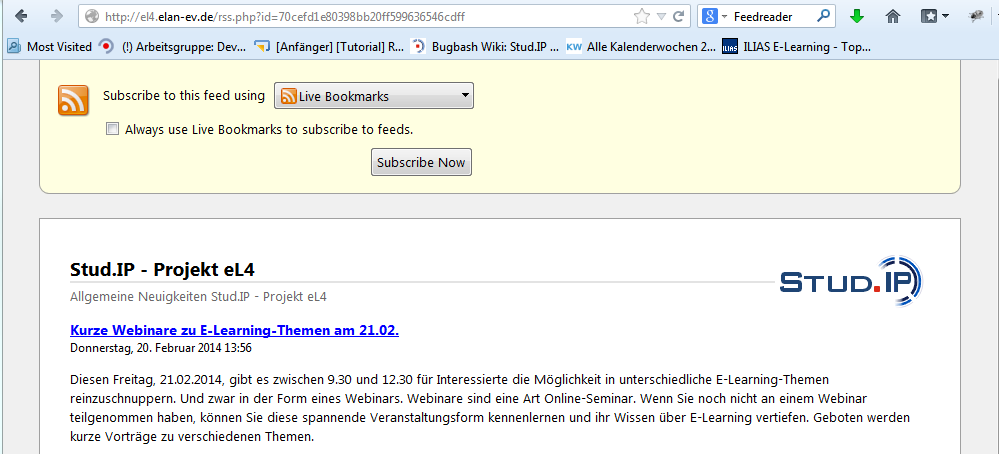 http://el4.elan-ev.de/rss.php?id=70cefd1e80398bb20ff599636546cdff
Feedreader
Most Visited
(!) Arbeitsgruppe: Dev...
[Anfänger] [Tutorial] R...
Bugbash Wiki: Stud.IP ...
KW Alle Kalenderwochen 2...
ILIAS ILIAS E-Learning - Top...
Subscribe to this feed using
Live Bookmarks
Always use Live Bookmarks to subscribe to feeds.
Subscribe Now
Stud.IP - Projekt eL4
STUD.IP
Allgemeine Neuigkeiten Stud.IP - Projekt eL4
Kurze Webinare zu E-Learning-Themen am 21.02.
Donnerstag, 20. Februar 2014 13:56
Diesen Freitag, 21.02.2014, gibt es zwischen 9.30 und 12.30 für Interessierte die Möglichkeit in unterschiedliche E-Learning-Themen
reinzuschnuppern. Und zwar in der Form eines Webinars. Webinare sind eine Art Online-Seminar. Wenn Sie noch nicht an einem Webinar
teilgenommen haben, können Sie diese spannende Veranstaltungsform kennenlernen und ihr Wissen über E-Learning vertiefen. Geboten werden
kurze Vorträge zu verschiedenen Themen.